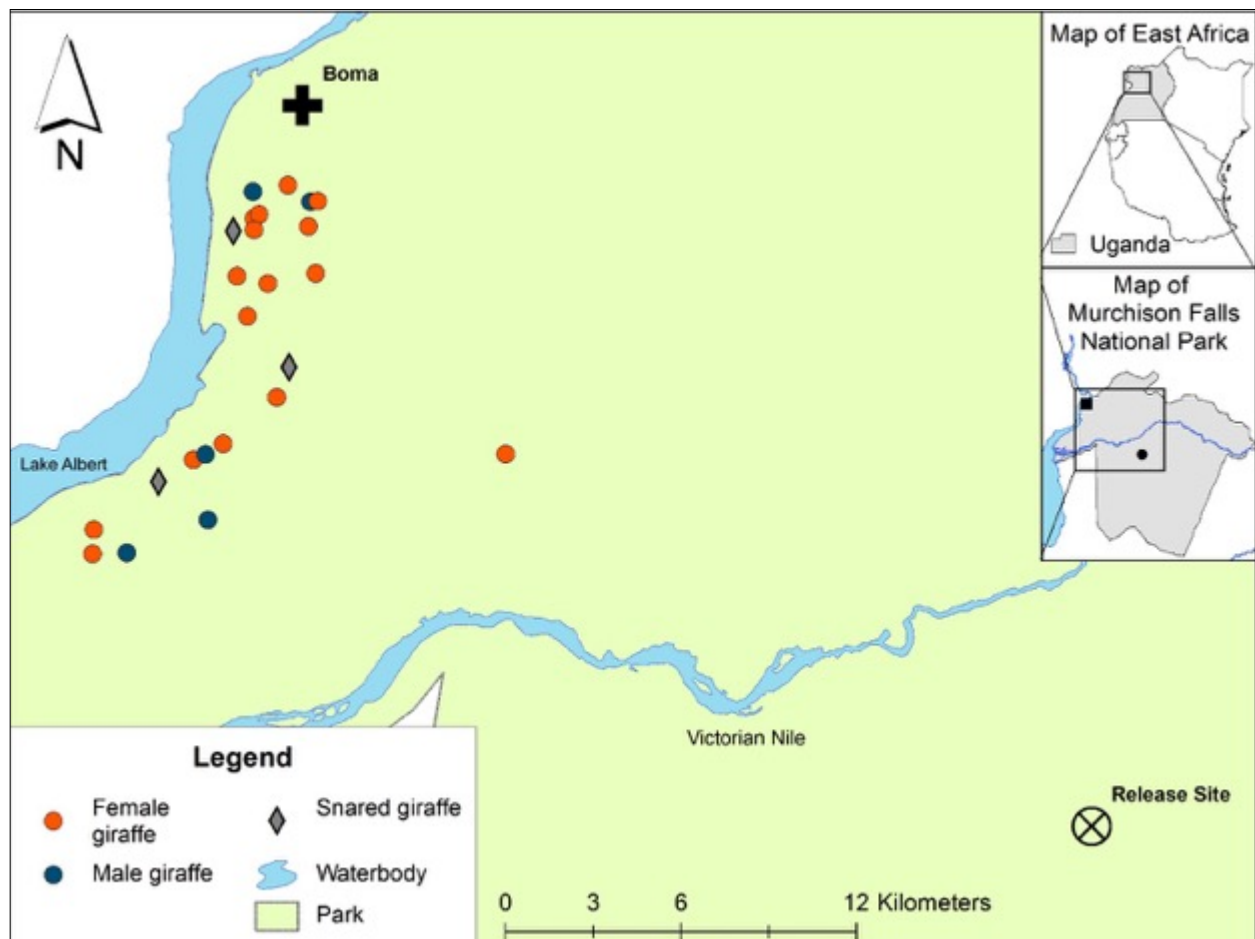 N
Boma
Map of East Africa
Uganda
Map of
Murchison Falls
National Park
Lake Albert
Victorian Nile
Release Site
Legend
Female
giraffe
Snared giraffe
Male giraffe
Waterbody
Park
0 3 6 12 Kilometers